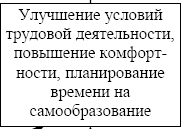 Улучшение условий
трудовой деятельности,
повышение комфорт-
ности, планирование
времени на
самообразование